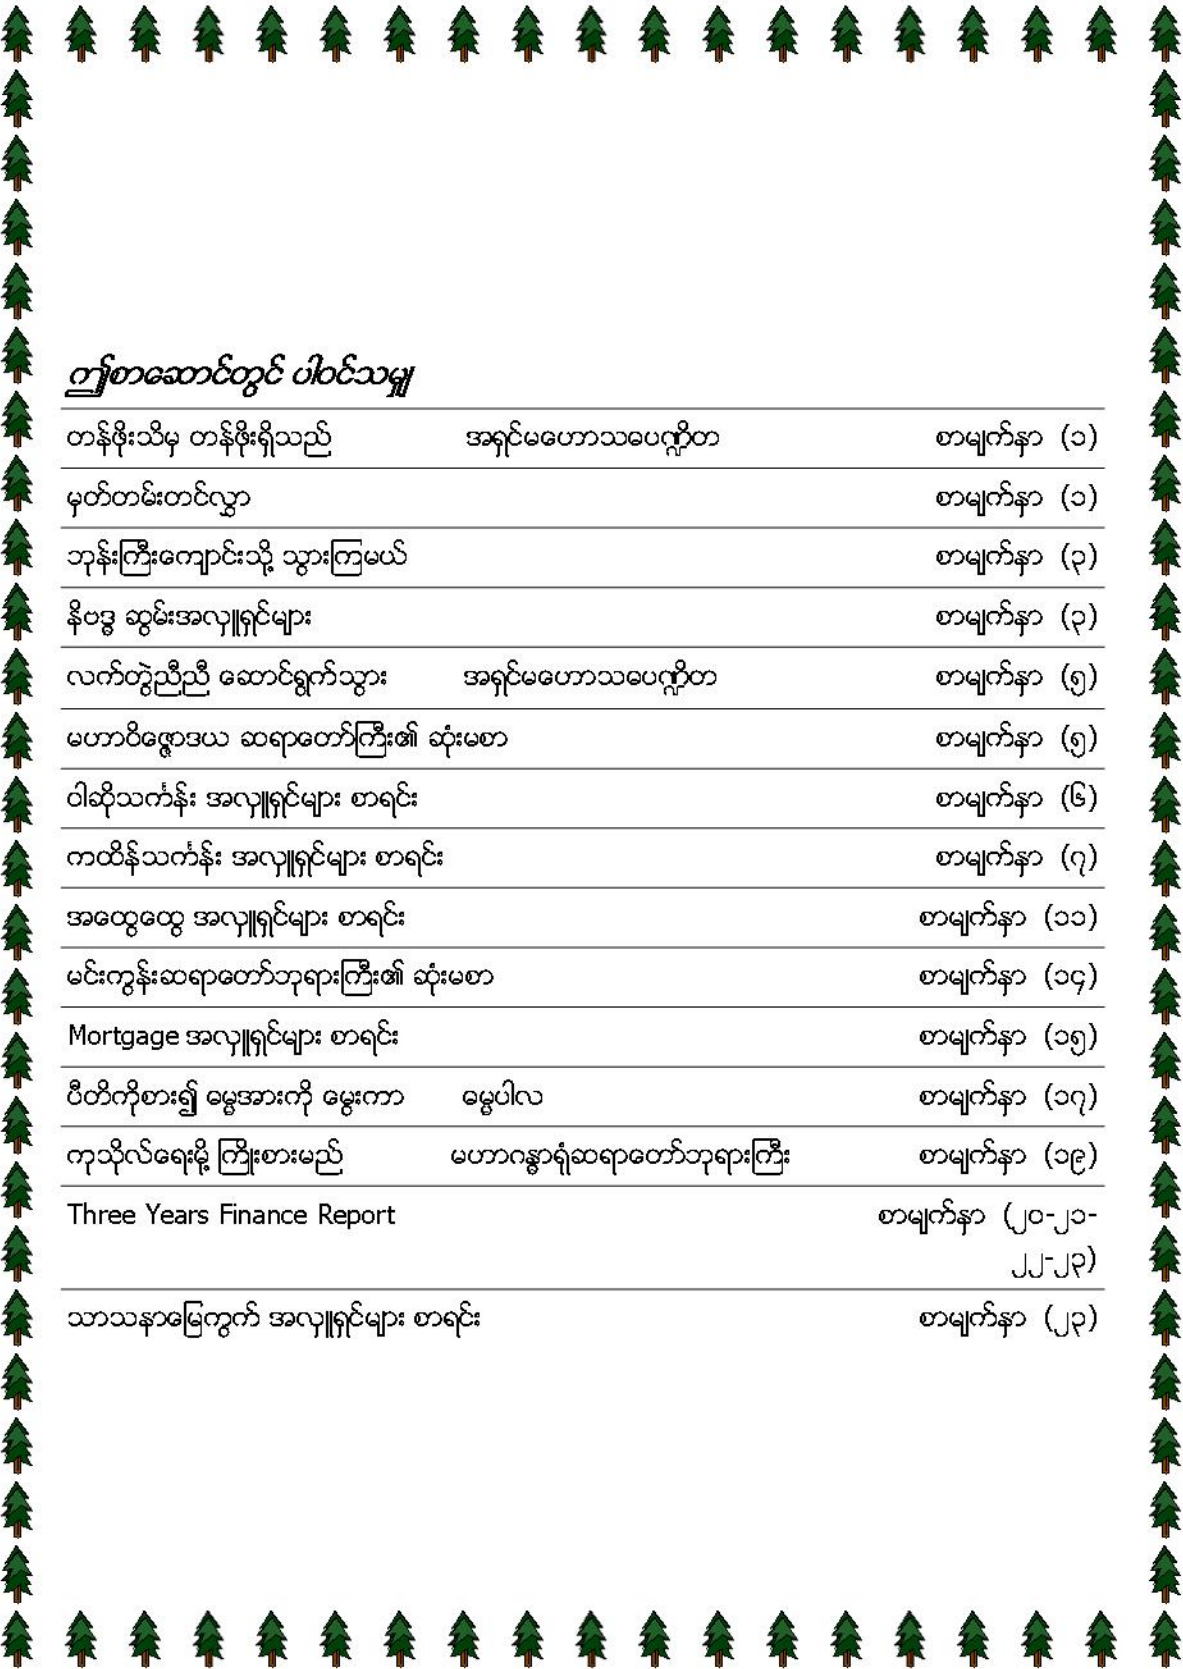 ဤစာဆောင်တွင် ပါဝင်သမျှ
တန်ဖိုးသိမှ တန်ဖိုးရှိသည် အရှင်မဟောသဓပဏ္ဍိတ စာမျက်နှာ (၁)
မှတ်တမ်းတင်လွှာ စာမျက်နှာ (၁)
ဘုန်းကြီးကျောင်းသို့ သွားကြမယ် စာမျက်နှာ (၃)
နိဗဒ္ဓ ဆွမ်းအလှူရှင်များ စာမျက်နှာ (၃)
လက်တွဲညီညီ ဆောင်ရွက်သွား အရှင်မဟောသဓပဏ္ဍိတ စာမျက်နှာ (၅)
မဟာဝိဇ္ဇောဒယ ဆရာတော်ကြီး၏ ဆုံးမစာ စာမျက်နှာ (၅)
ဝါဆိုသင်္ကန်း အလှူရှင်များ စာရင်း စာမျက်နှာ (၆)
ကထိန်သင်္ကန်း အလှူရှင်များ စာရင်း စာမျက်နှာ (၇)
အထွေထွေ အလှူရှင်များ စာရင်း စာမျက်နှာ (၁၁)
မင်းကွန်းဆရာတော်ဘုရားကြီး၏ ဆုံးမစာ စာမျက်နှာ (၁၄)
Mortgage အလှူရှင်များ စာရင်း စာမျက်နှာ (၁၅)
ပီတိကိုစား၍ ဓမ္မအားကို မွေးကာ ဓမ္မပါလ စာမျက်နှာ (၁၇)
ကုသိုလ်ရေးမို့ ကြိုးစားမည် မဟာဂန္ဓာရုံဆရာတော်ဘုရားကြီး စာမျက်နှာ (၁၉)
Three Years Finance Report စာမျက်နှာ (၂၀-၂၁-
၂၂-၂၃)
သာသနာမြေကွက် အလှူရှင်များ စာရင်း စာမျက်နှာ (၂၃)